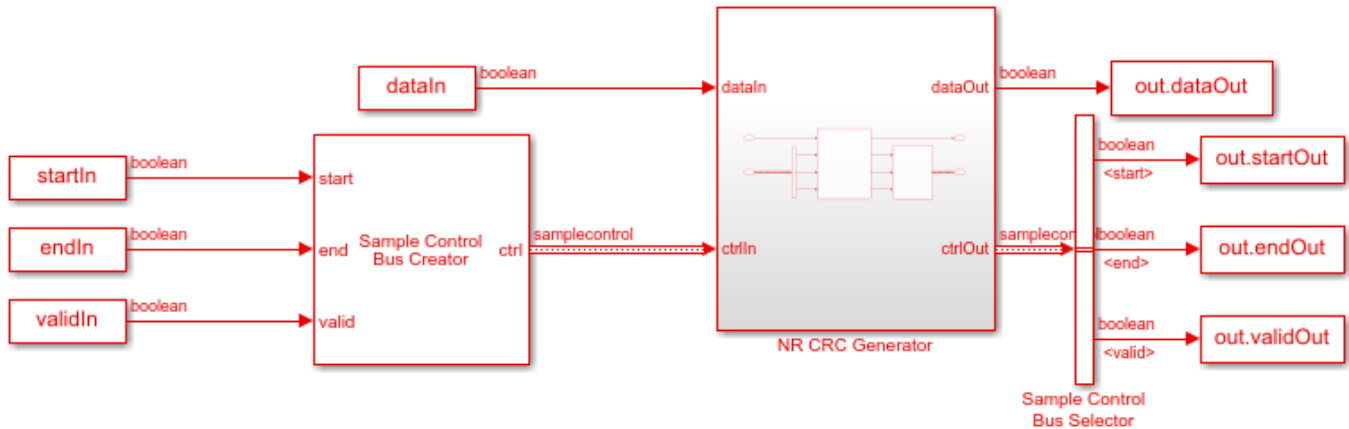 boolean
dataIn
dataIn
dataOut
boolean
out.dataOut
startIn
boolean
start
endIn
boolean
end
validIn
boolean
valid
Sample Control
Bus Creator
ctrl
samplecontrol
ctrlIn
ctrlOut
samplecontrol
NR CRC Generator
boolean
<start>
out.startOut
boolean
<end>
out.endOut
boolean
<valid>
out.validOut
Sample Control
Bus Selector